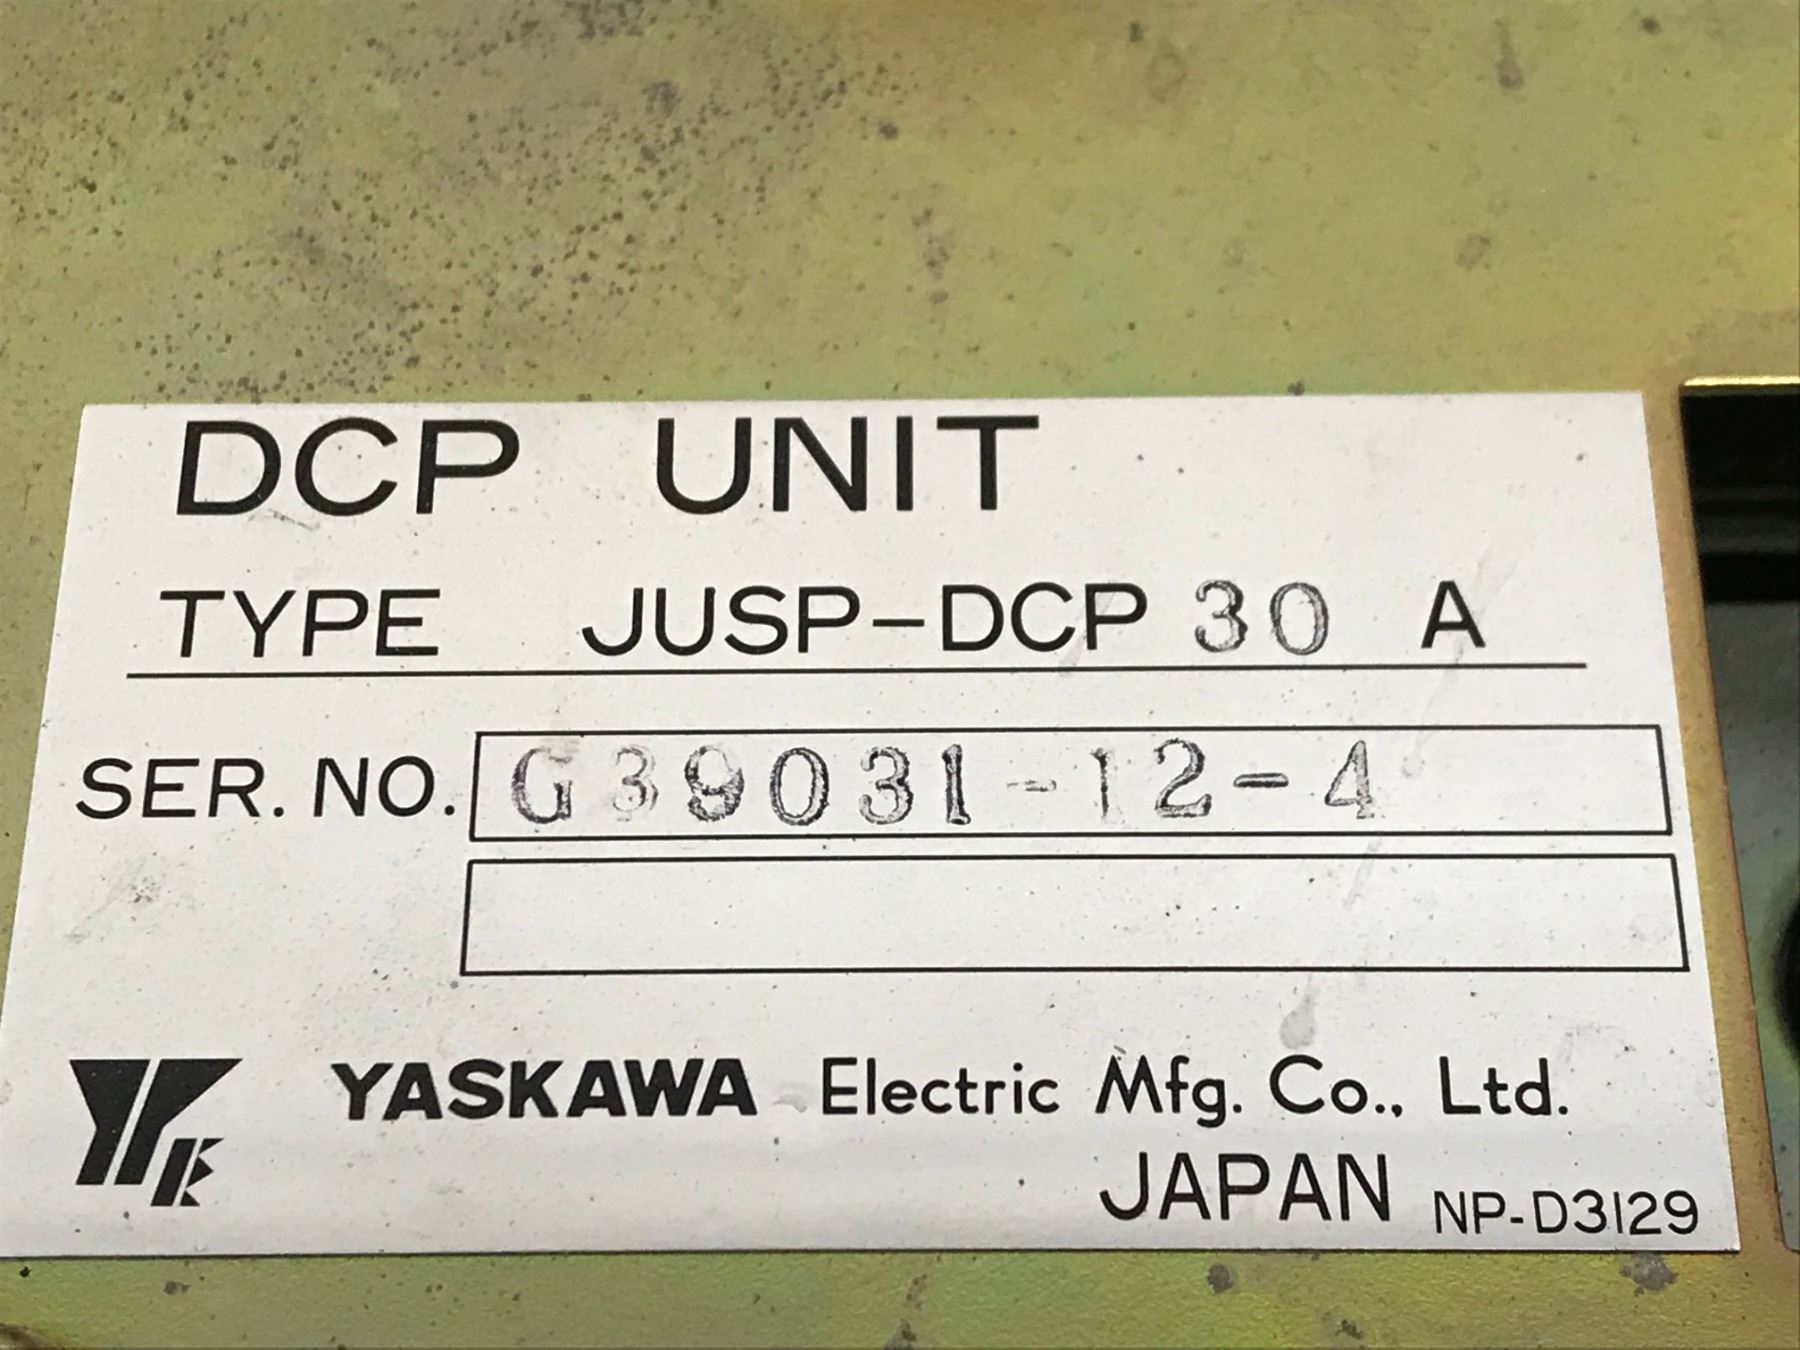 DCP UNIT
TYPE JUSP-DCP 30 A
SER. NO. G39031-12-4
YASKAWA Electric Mfg. Co., Ltd.
JAPAN NP-D3129